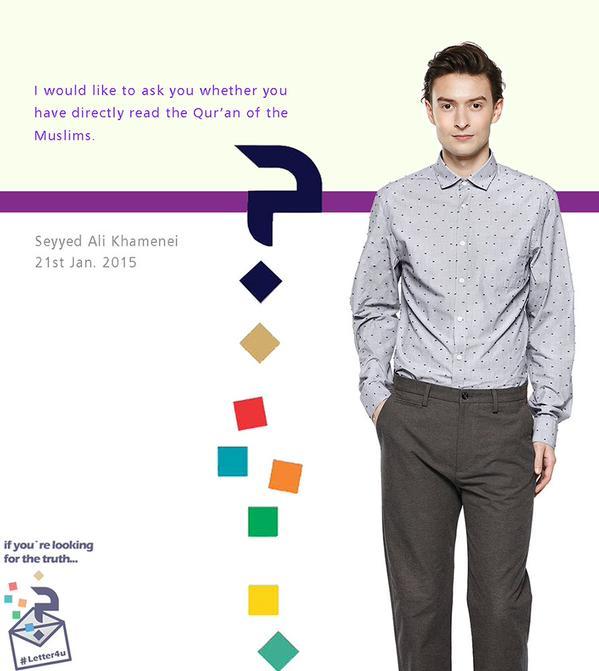 I would like to ask you whether you
have directly read the Qur’an of the
Muslims.
Seyyed Ali Khamenei
21st Jan. 2015
if you`re looking
for the truth...
#Letter4u